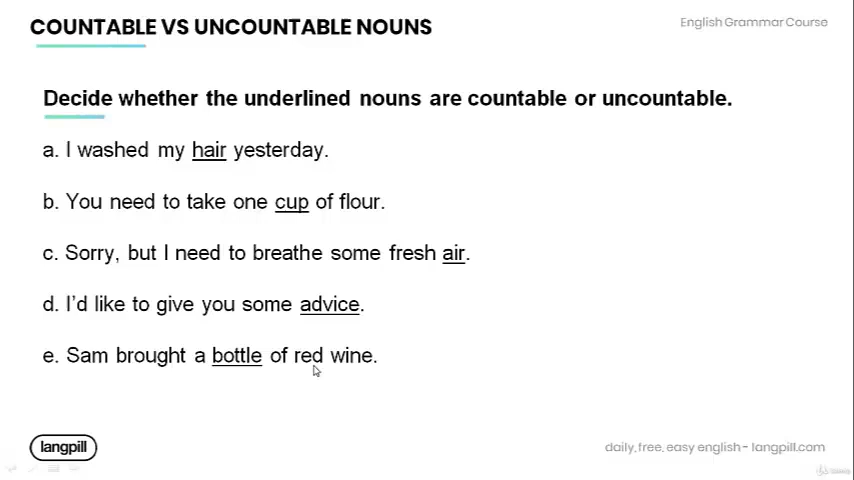 COUNTABLE VS UNCOUNTABLE NOUNS
English Grammar Course
Decide whether the underlined nouns are countable or uncountable.
a. I washed my hair yesterday.
b. You need to take one cup of flour.
c. Sorry, but I need to breathe some fresh air.
d. I’d like to give you some advice.
e. Sam brought a bottle of red wine.
langpill
daily, free, easy english - langpill.com